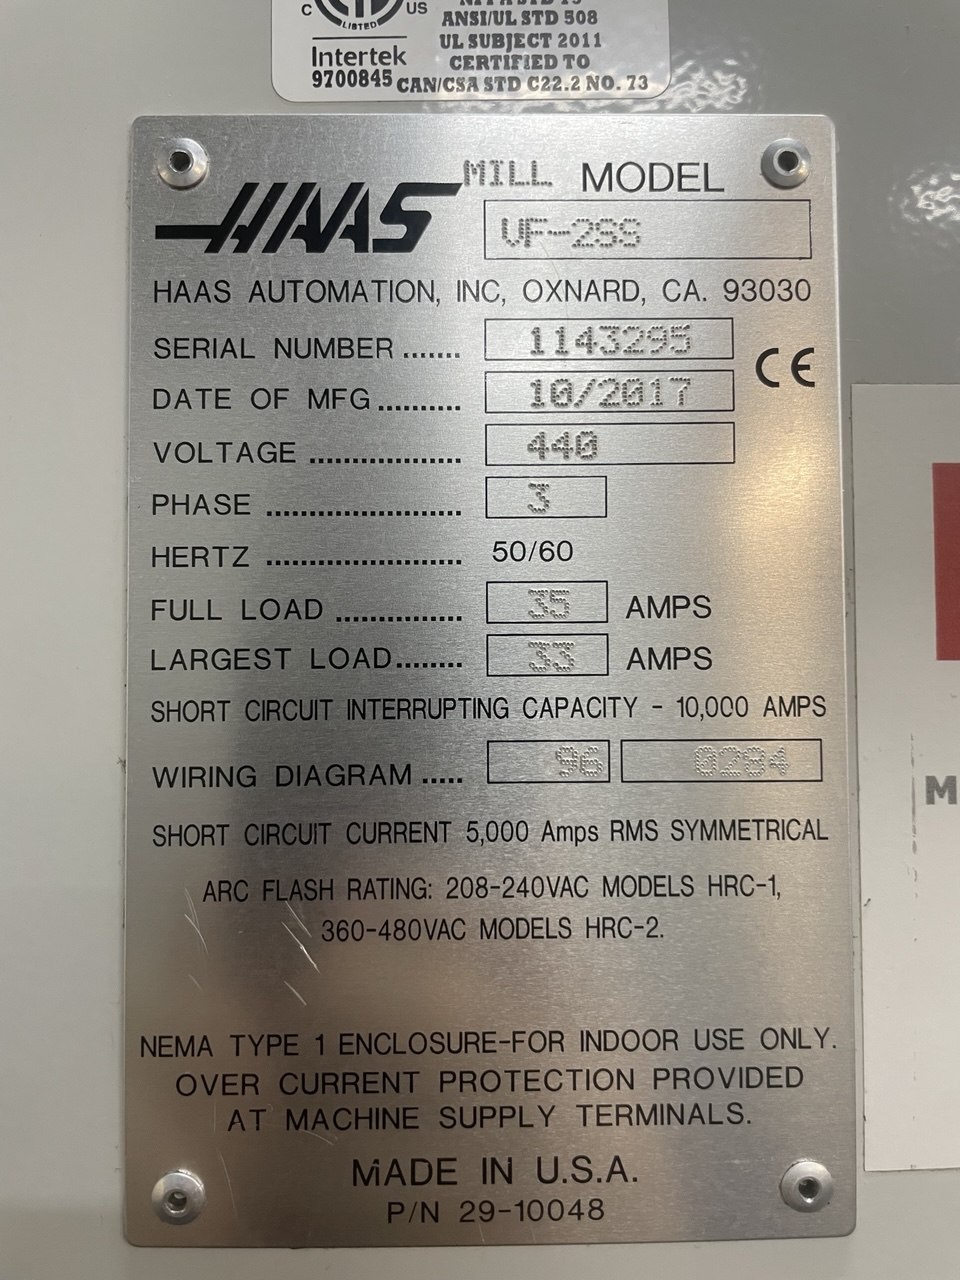 C US
LISTED
Intertek
9700845
ANSI/UL STD 508
UL SUBJECT 2011
CERTIFIED TO
CAN/CSA STD C22.2 NO. 73
HAAS
MILL MODEL
VF-2SS
HAAS AUTOMATION, INC, OXNARD, CA. 93030
SERIAL NUMBER ....... 1143295
CE
DATE OF MFG .......... 10/2017
VOLTAGE .................. 440
PHASE ....................... 3
HERTZ ....................... 50/60
FULL LOAD ............... 35 AMPS
LARGEST LOAD........ 33 AMPS
SHORT CIRCUIT INTERRUPTING CAPACITY - 10,000 AMPS
WIRING DIAGRAM ..... 96 0284
SHORT CIRCUIT CURRENT 5,000 Amps RMS SYMMETRICAL
ARC FLASH RATING: 208-240VAC MODELS HRC-1,
360-480VAC MODELS HRC-2.
NEMA TYPE 1 ENCLOSURE-FOR INDOOR USE ONLY.
OVER CURRENT PROTECTION PROVIDED
AT MACHINE SUPPLY TERMINALS.
MADE IN U.S.A.
P/N 29-10048
M